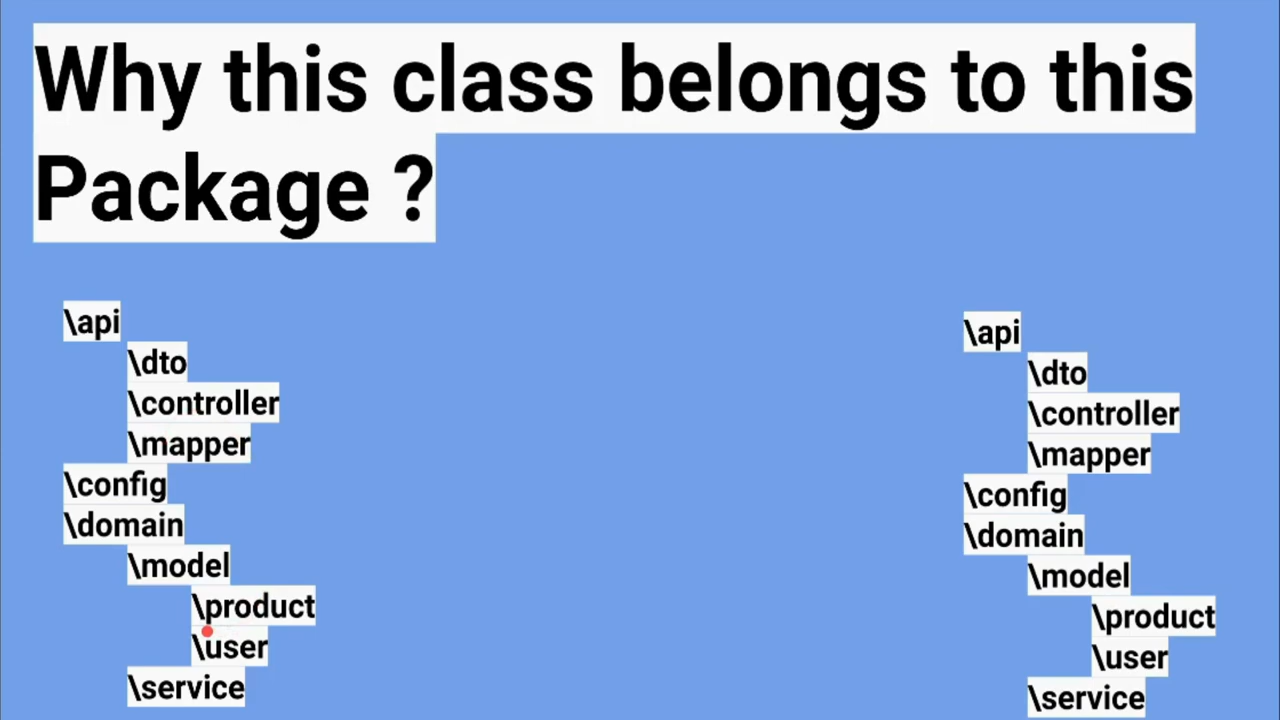 Why this class belongs to this
Package ?
\api
\dto
\controller
\mapper
\config
\domain
\model
\product
\user
\service
\api
\dto
\controller
\mapper
\config
\domain
\model
\product
\user
\service